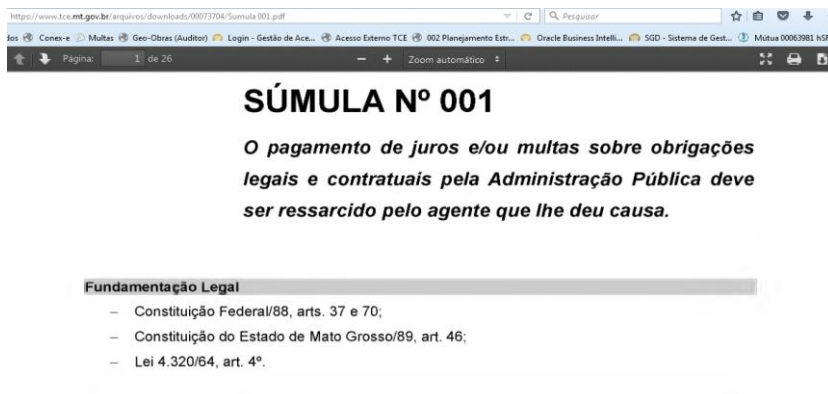 https://www.tce.mt.gov.br/arquivos/downloads/00073704/Sumula 001.pdf
Pesquisar
dos Conex-e Multas Geo-Obras (Auditor) Login - Gestão de Ace... Acesso Externo TCE 002 Planejamento Estr... Oracle Business Intelli... SGD - Sistema de Gest... Mútua 00063981 hSF
Página: 1 de 26 Zoom automático
SÚMULA Nº 001
O pagamento de juros e/ou multas sobre obrigações
legais e contratuais pela Administração Pública deve
ser ressarcido pelo agente que lhe deu causa.
Fundamentação Legal
– Constituição Federal/88, arts. 37 e 70;
– Constituição do Estado de Mato Grosso/89, art. 46;
– Lei 4.320/64, art. 4º.